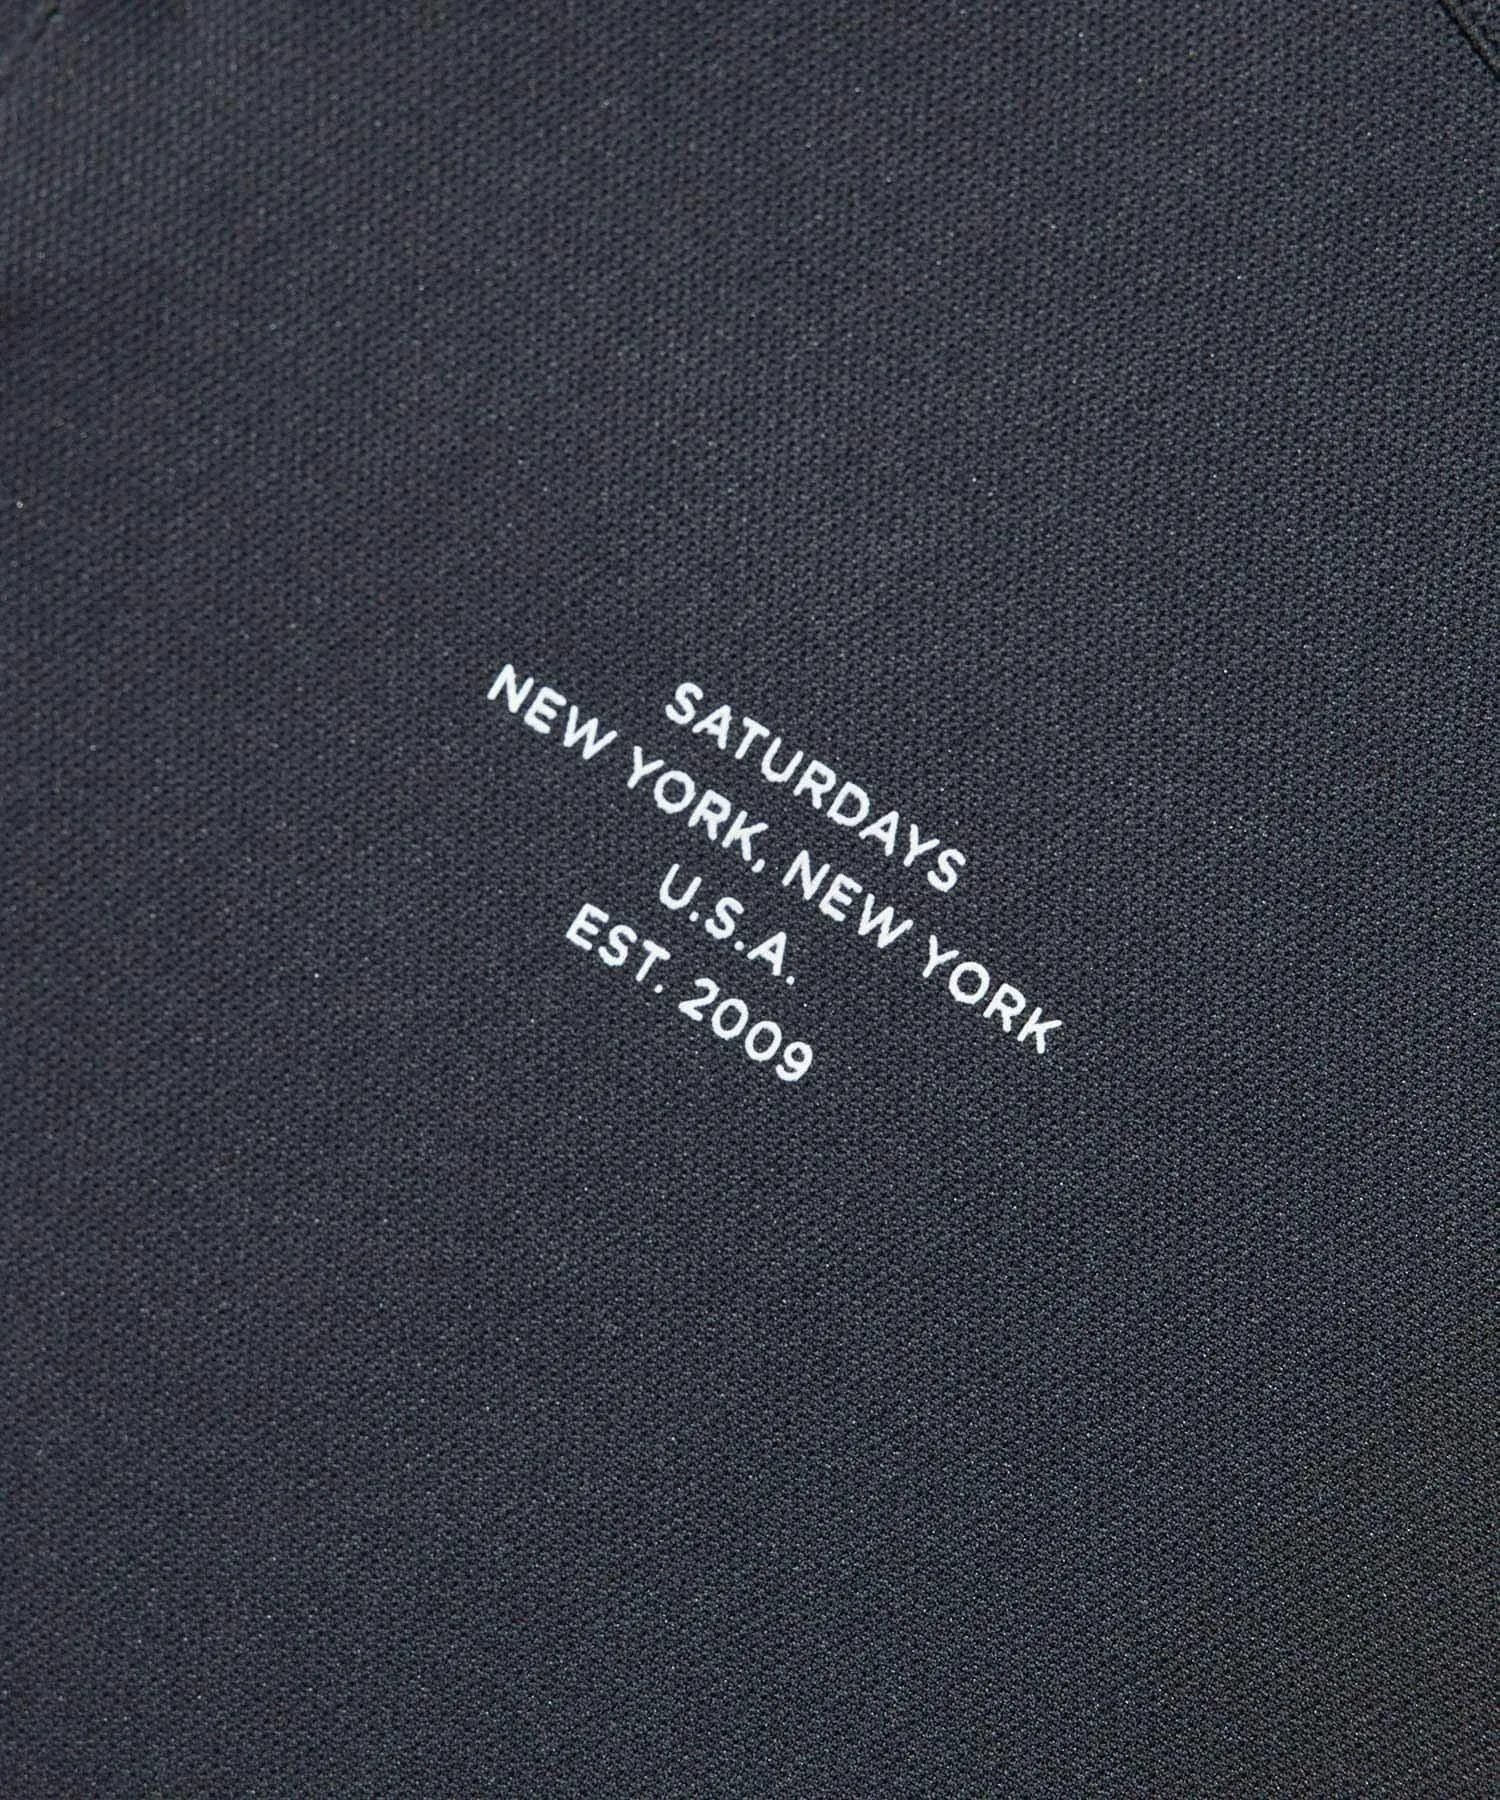 SATURDAYS
NEW YORK, NEW YORK
U.S.A.
EST. 2009